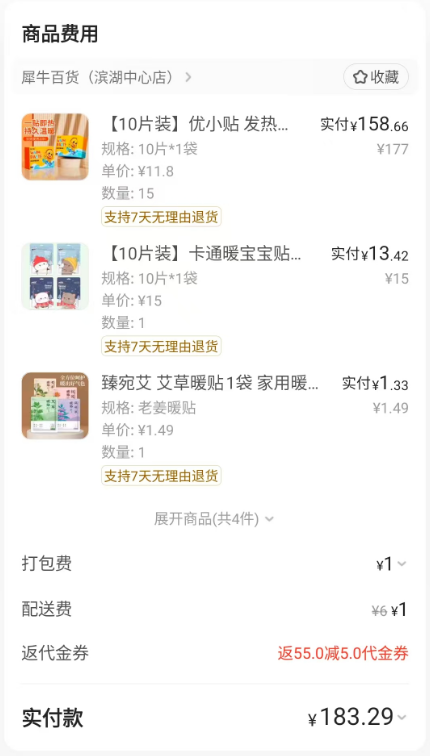 商品费用
犀牛百货（滨湖中心店） >
收藏
【10片装】优小贴 发热... 实付¥158.66
规格: 10片*1袋 ¥177
单价: ¥11.8
数量: 15
支持7天无理由退货
【10片装】卡通暖宝宝贴... 实付¥13.42
规格: 10片*1袋 ¥15
单价: ¥15
数量: 1
支持7天无理由退货
臻宛艾 艾草暖贴1袋 家用暖... 实付¥1.33
规格: 老姜暖贴 ¥1.49
单价: ¥1.49
数量: 1
支持7天无理由退货
展开商品(共4件)
打包费 ¥1
配送费 ¥6 ¥1
返代金券 返55.0减5.0代金券
实付款 ¥183.29